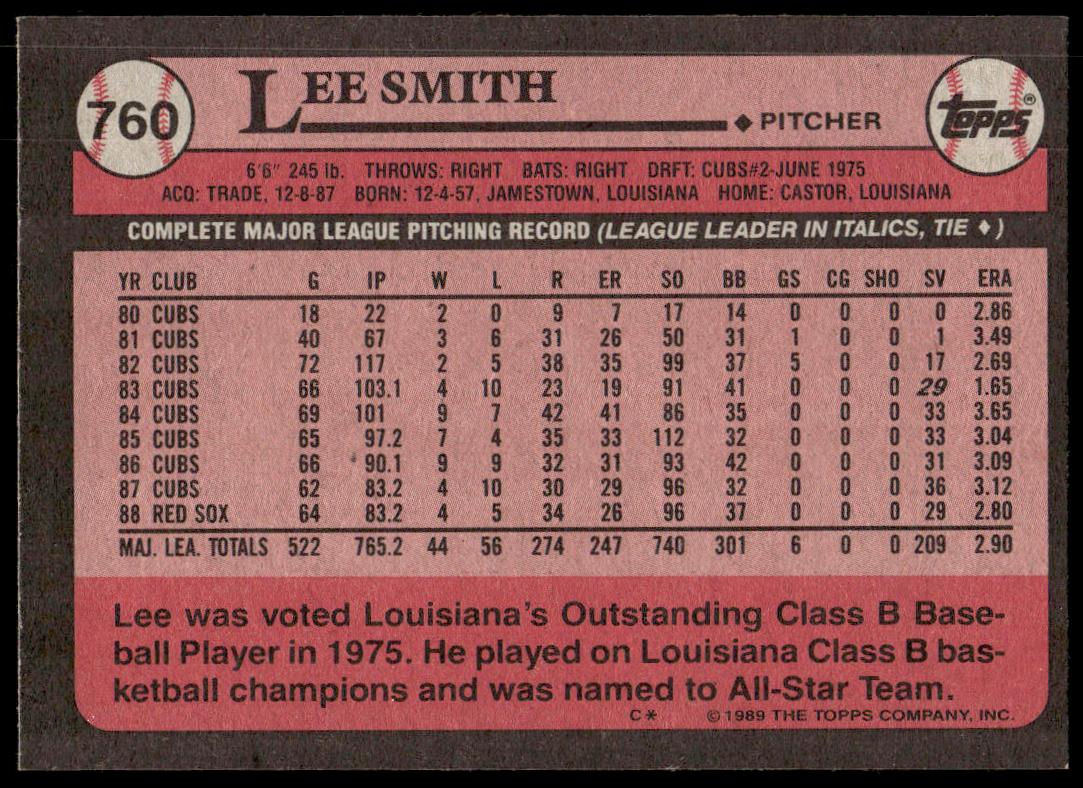 760 LEE SMITH ◆ PITCHER topps®
6'6" 245 lb. THROWS: RIGHT BATS: RIGHT DRFT: CUBS#2-JUNE 1975
ACQ: TRADE, 12-8-87 BORN: 12-4-57, JAMESTOWN, LOUISIANA HOME: CASTOR, LOUISIANA
COMPLETE MAJOR LEAGUE PITCHING RECORD (LEAGUE LEADER IN ITALICS, TIE ♦)
YR CLUB G IP W L R ER SO BB GS CG SHO SV ERA
80 CUBS 18 22 2 0 9 7 17 14 0 0 0 0 2.86
81 CUBS 40 67 3 6 31 26 50 31 1 0 0 1 3.49
82 CUBS 72 117 2 5 38 35 99 37 5 0 0 17 2.69
83 CUBS 66 103.1 4 10 23 19 91 41 0 0 0 29 1.65
84 CUBS 69 101 9 7 42 41 86 35 0 0 0 33 3.65
85 CUBS 65 97.2 7 4 35 33 112 32 0 0 0 33 3.04
86 CUBS 66 90.1 9 9 32 31 93 42 0 0 0 31 3.09
87 CUBS 62 83.2 4 10 30 29 96 32 0 0 0 36 3.12
88 RED SOX 64 83.2 4 5 34 26 96 37 0 0 0 29 2.80
MAJ. LEA. TOTALS 522 765.2 44 56 274 247 740 301 6 0 0 209 2.90
Lee was voted Louisiana's Outstanding Class B Base-
ball Player in 1975. He played on Louisiana Class B bas-
ketball champions and was named to All-Star Team.
C* © 1989 THE TOPPS COMPANY, INC.